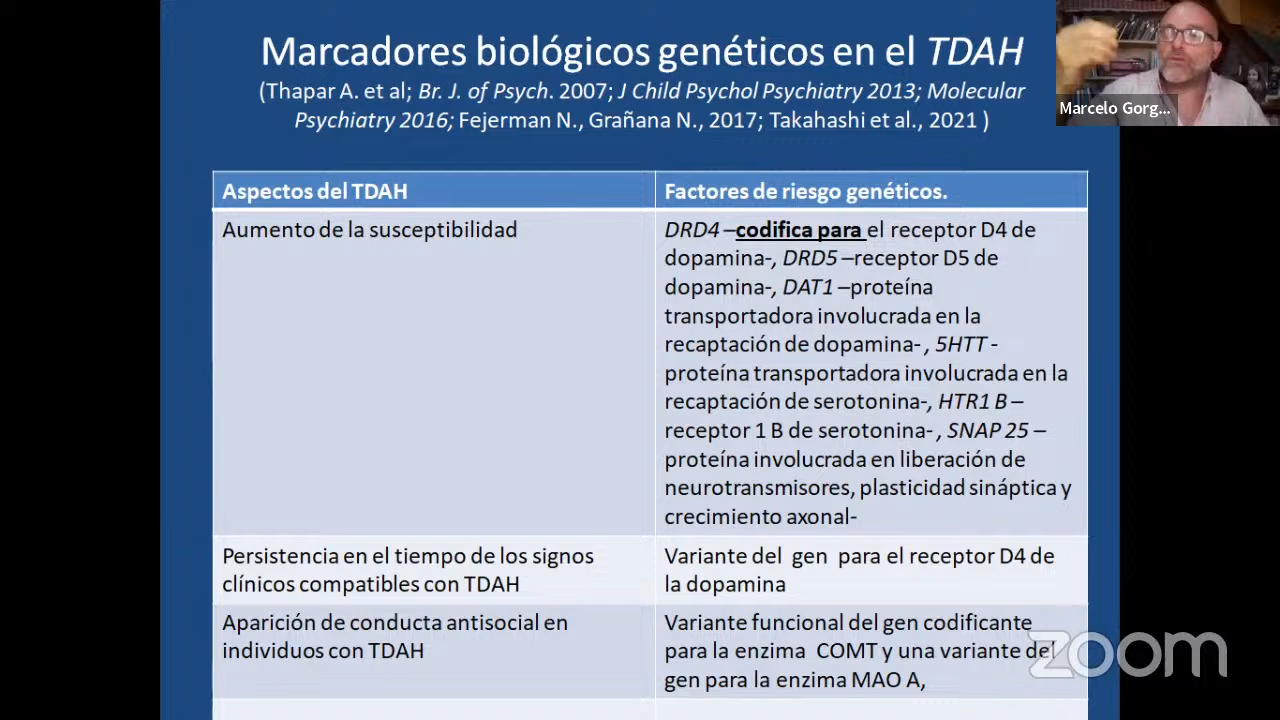 Marcadores biológicos genéticos en el TDAH
(Thapar A. et al; Br. J. of Psych. 2007; J Child Psychol Psychiatry 2013; Molecular
Psychiatry 2016; Fejerman N., Grañana N., 2017; Takahashi et al., 2021 )
Marcelo Gorg...
Aspectos del TDAH
Factores de riesgo genéticos.
Aumento de la susceptibilidad
DRD4 –codifica para el receptor D4 de
dopamina-, DRD5 –receptor D5 de
dopamina-, DAT1 –proteína
transportadora involucrada en la
recaptación de dopamina- , 5HTT -
proteína transportadora involucrada en la
recaptación de serotonina-, HTR1 B –
receptor 1 B de serotonina- , SNAP 25 –
proteína involucrada en liberación de
neurotransmisores, plasticidad sináptica y
crecimiento axonal-
Persistencia en el tiempo de los signos
clínicos compatibles con TDAH
Variante del gen para el receptor D4 de
la dopamina
Aparición de conducta antisocial en
individuos con TDAH
Variante funcional del gen codificante
para la enzima COMT y una variante del
gen para la enzima MAO A,
zoom